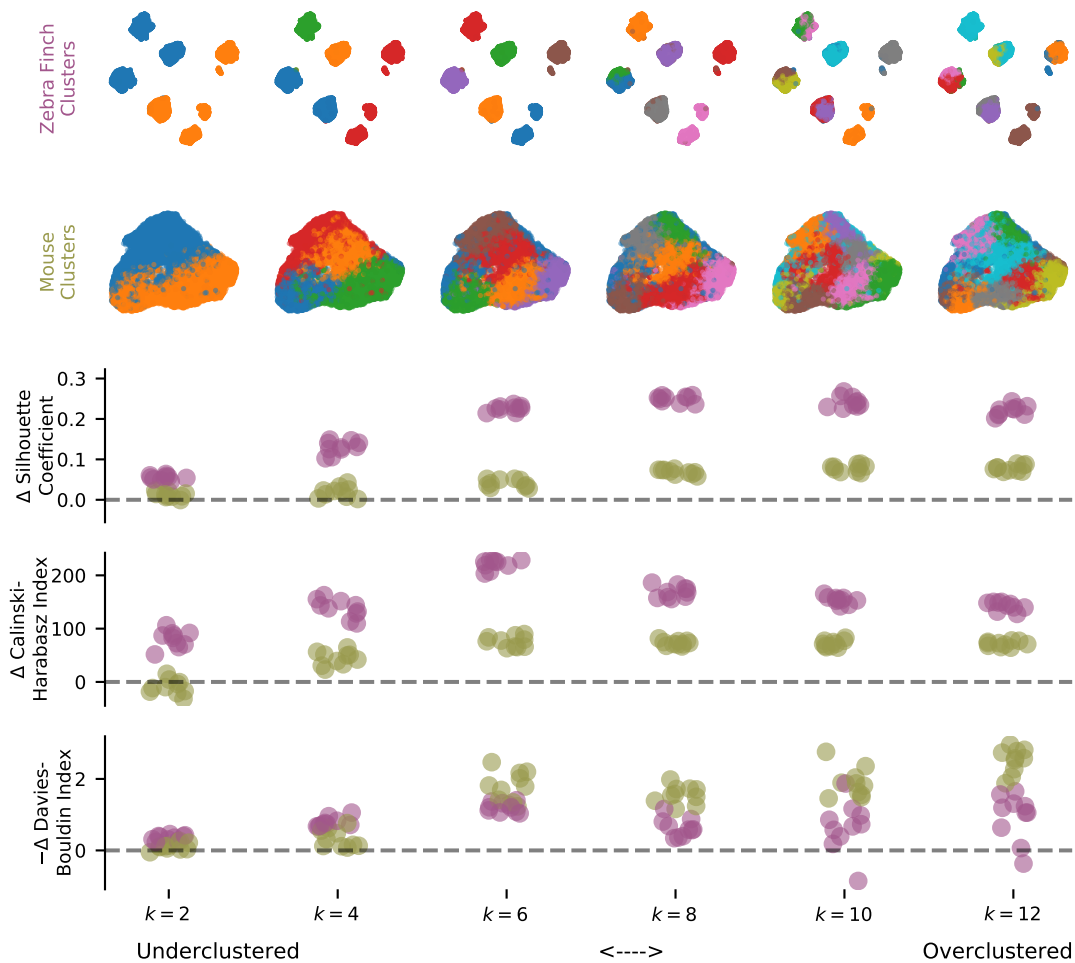 Zebra Finch
Clusters
Mouse
Clusters
Δ Silhouette
Coefficient
0.3
0.2
0.1
0.0
Δ Calinski-
Harabasz Index
200
100
0
−Δ Davies-
Bouldin Index
2
0
k = 2
k = 4
k = 6
k = 8
k = 10
k = 12
Underclustered
<---->
Overclustered